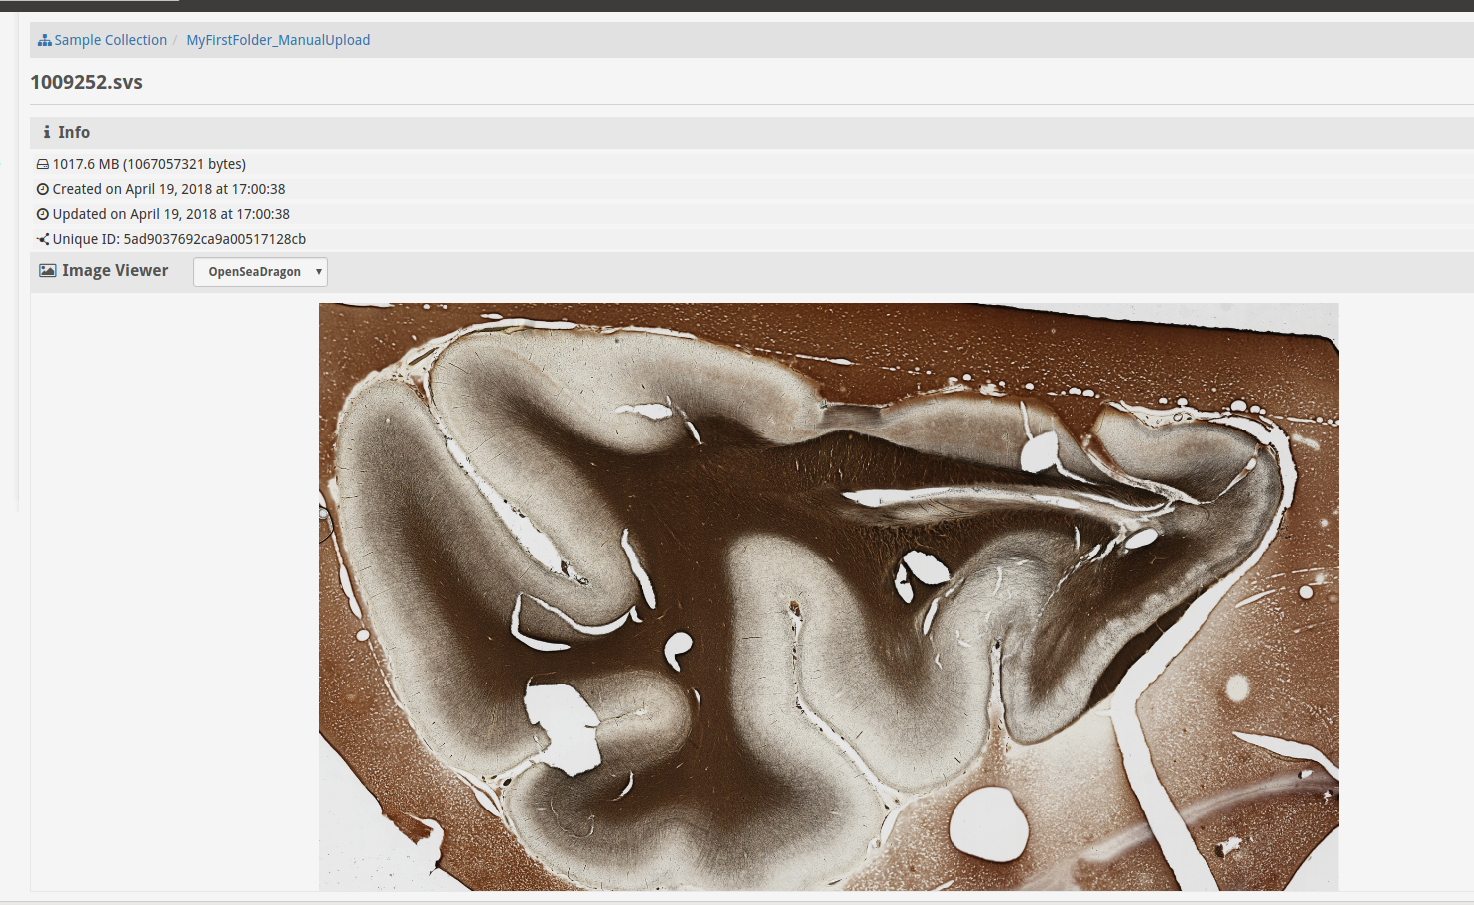 Sample Collection / MyFirstFolder_ManualUpload
1009252.svs
Info
1017.6 MB (1067057321 bytes)
Created on April 19, 2018 at 17:00:38
Updated on April 19, 2018 at 17:00:38
Unique ID: 5ad9037692ca9a00517128cb
Image Viewer OpenSeaDragon